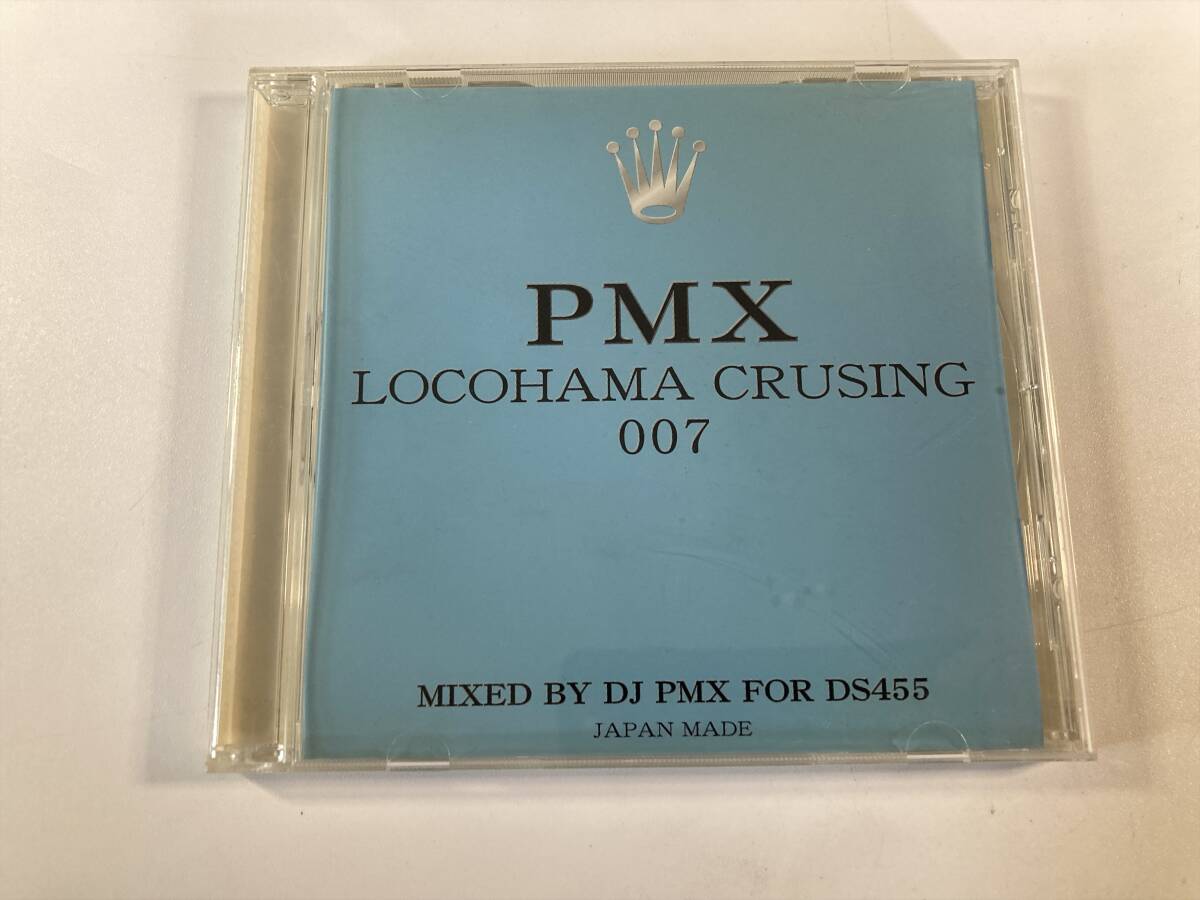 PMX
LOCOHAMA CRUSING
007
MIXED BY DJ PMX FOR DS455
JAPAN MADE